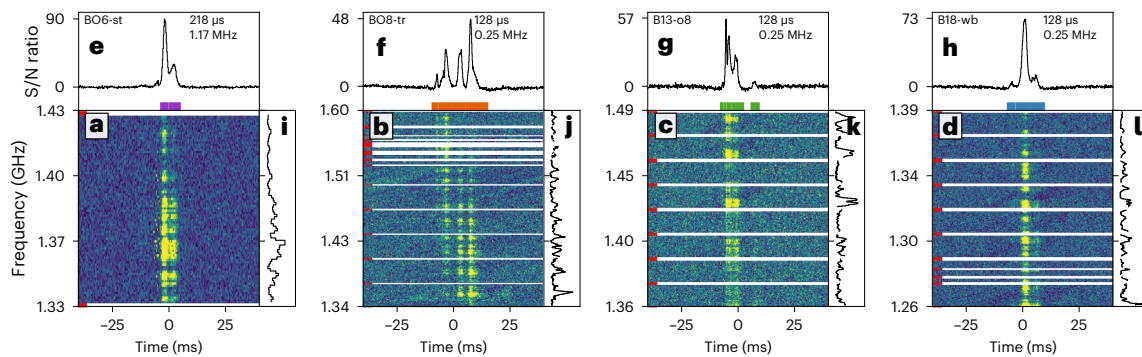 90 BO6-st 218 µs 48 BO8-tr 128 µs 57 B13-o8 128 µs 73 B18-wb 128 µs
1.17 MHz 0.25 MHz 0.25 MHz 0.25 MHz
S/N ratio e f g h
0 0 0 0
1.43 1.60 1.49 1.39
a i b j c k d l
1.40 1.51 1.45 1.34
Frequency (GHz)
1.37 1.43 1.40 1.30
1.33 1.34 1.36 1.26
−25 0 25 −25 0 25 −25 0 25 −25 0 25
Time (ms) Time (ms) Time (ms) Time (ms)